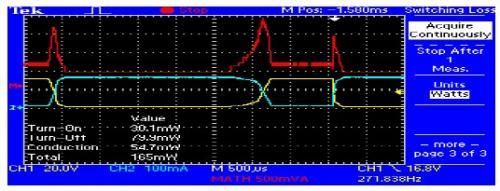 Tek Stop M Pos: -1.580ms Switching Loss
Acquire
Continuously
Stop After
1
Meas.
Units
Watts
- more -
page 3 of 3
Value
Turn-On 30.1mW
Turn-Off 79.9mW
Conduction 54.7mW
Total 165mW
CH1 20.0V CH2 100mA M 500µs CH1 16.8V
MATH 500mVA 271.838Hz